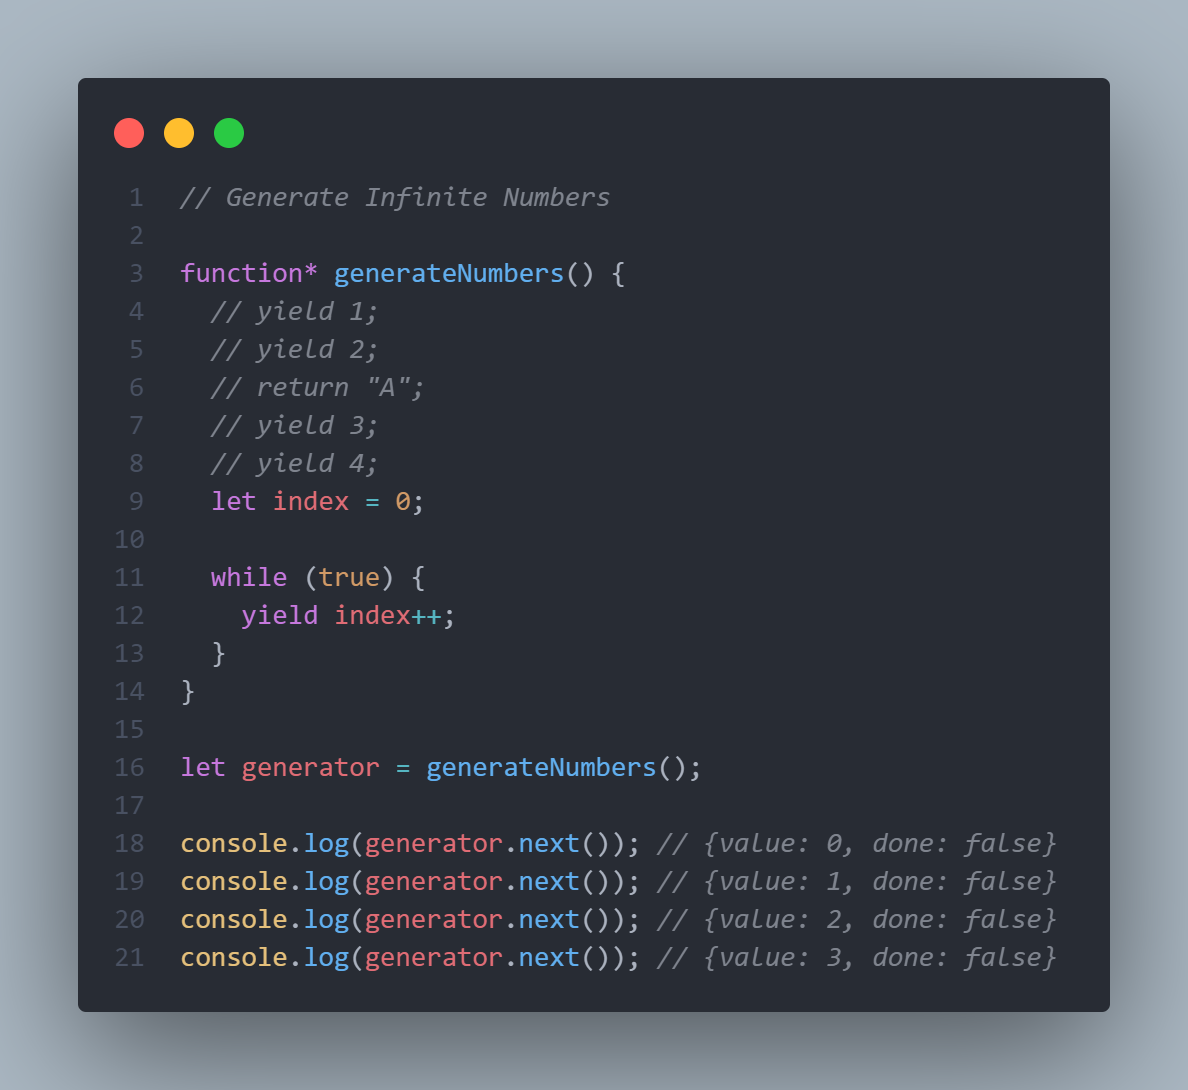 1 // Generate Infinite Numbers
2
3 function* generateNumbers() {
4   // yield 1;
5   // yield 2;
6   // return "A";
7   // yield 3;
8   // yield 4;
9   let index = 0;
10
11   while (true) {
12     yield index++;
13   }
14 }
15
16 let generator = generateNumbers();
17
18 console.log(generator.next()); // {value: 0, done: false}
19 console.log(generator.next()); // {value: 1, done: false}
20 console.log(generator.next()); // {value: 2, done: false}
21 console.log(generator.next()); // {value: 3, done: false}